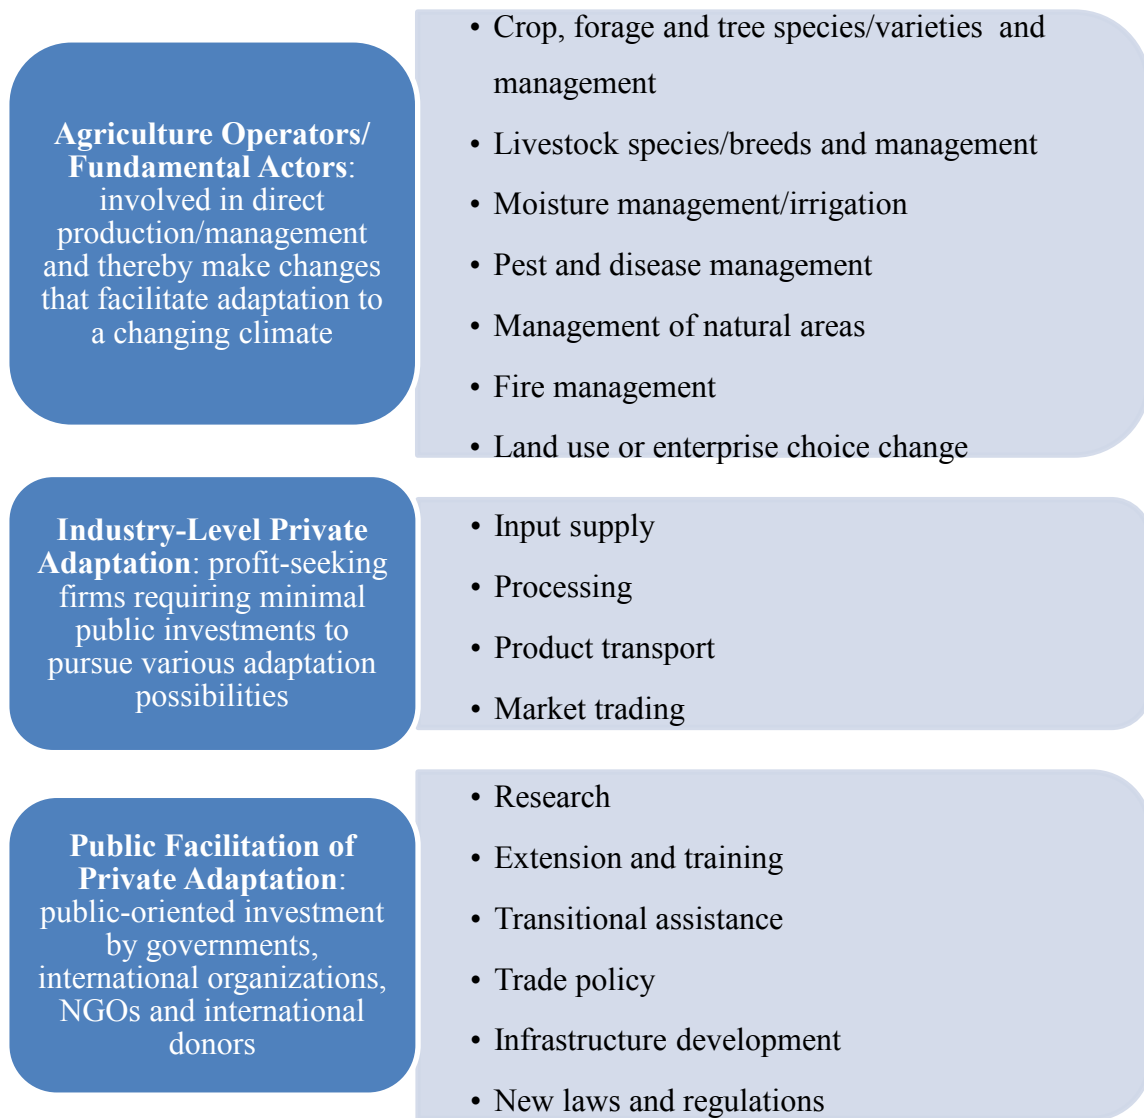 Agriculture Operators/
Fundamental Actors:
involved in direct
production/management
and thereby make changes
that facilitate adaptation to
a changing climate
• Crop, forage and tree species/varieties and
management
• Livestock species/breeds and management
• Moisture management/irrigation
• Pest and disease management
• Management of natural areas
• Fire management
• Land use or enterprise choice change
Industry-Level Private
Adaptation: profit-seeking
firms requiring minimal
public investments to
pursue various adaptation
possibilities
• Input supply
• Processing
• Product transport
• Market trading
Public Facilitation of
Private Adaptation:
public-oriented investment
by governments,
international organizations,
NGOs and international
donors
• Research
• Extension and training
• Transitional assistance
• Trade policy
• Infrastructure development
• New laws and regulations